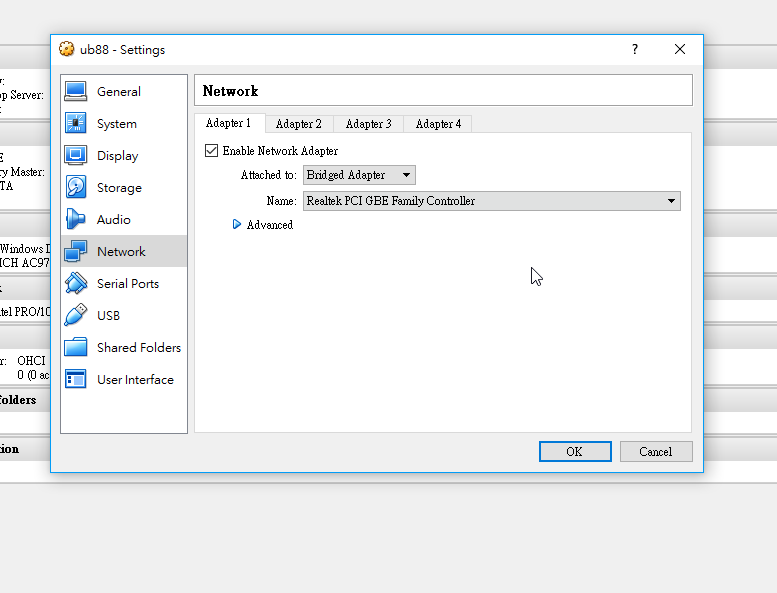 ub88 - Settings
?
General
System
Display
Storage
Audio
Network
Serial Ports
USB
Shared Folders
User Interface
Network
Adapter 1 Adapter 2 Adapter 3 Adapter 4
Enable Network Adapter
Attached to: Bridged Adapter
Name: Realtek PCI GBE Family Controller
Advanced
OK Cancel
op Server:
E
ry Master:
TA
Windows D
ICH AC97
tel PRO/10
r: OHCI
0 (0 ac
folders
tion